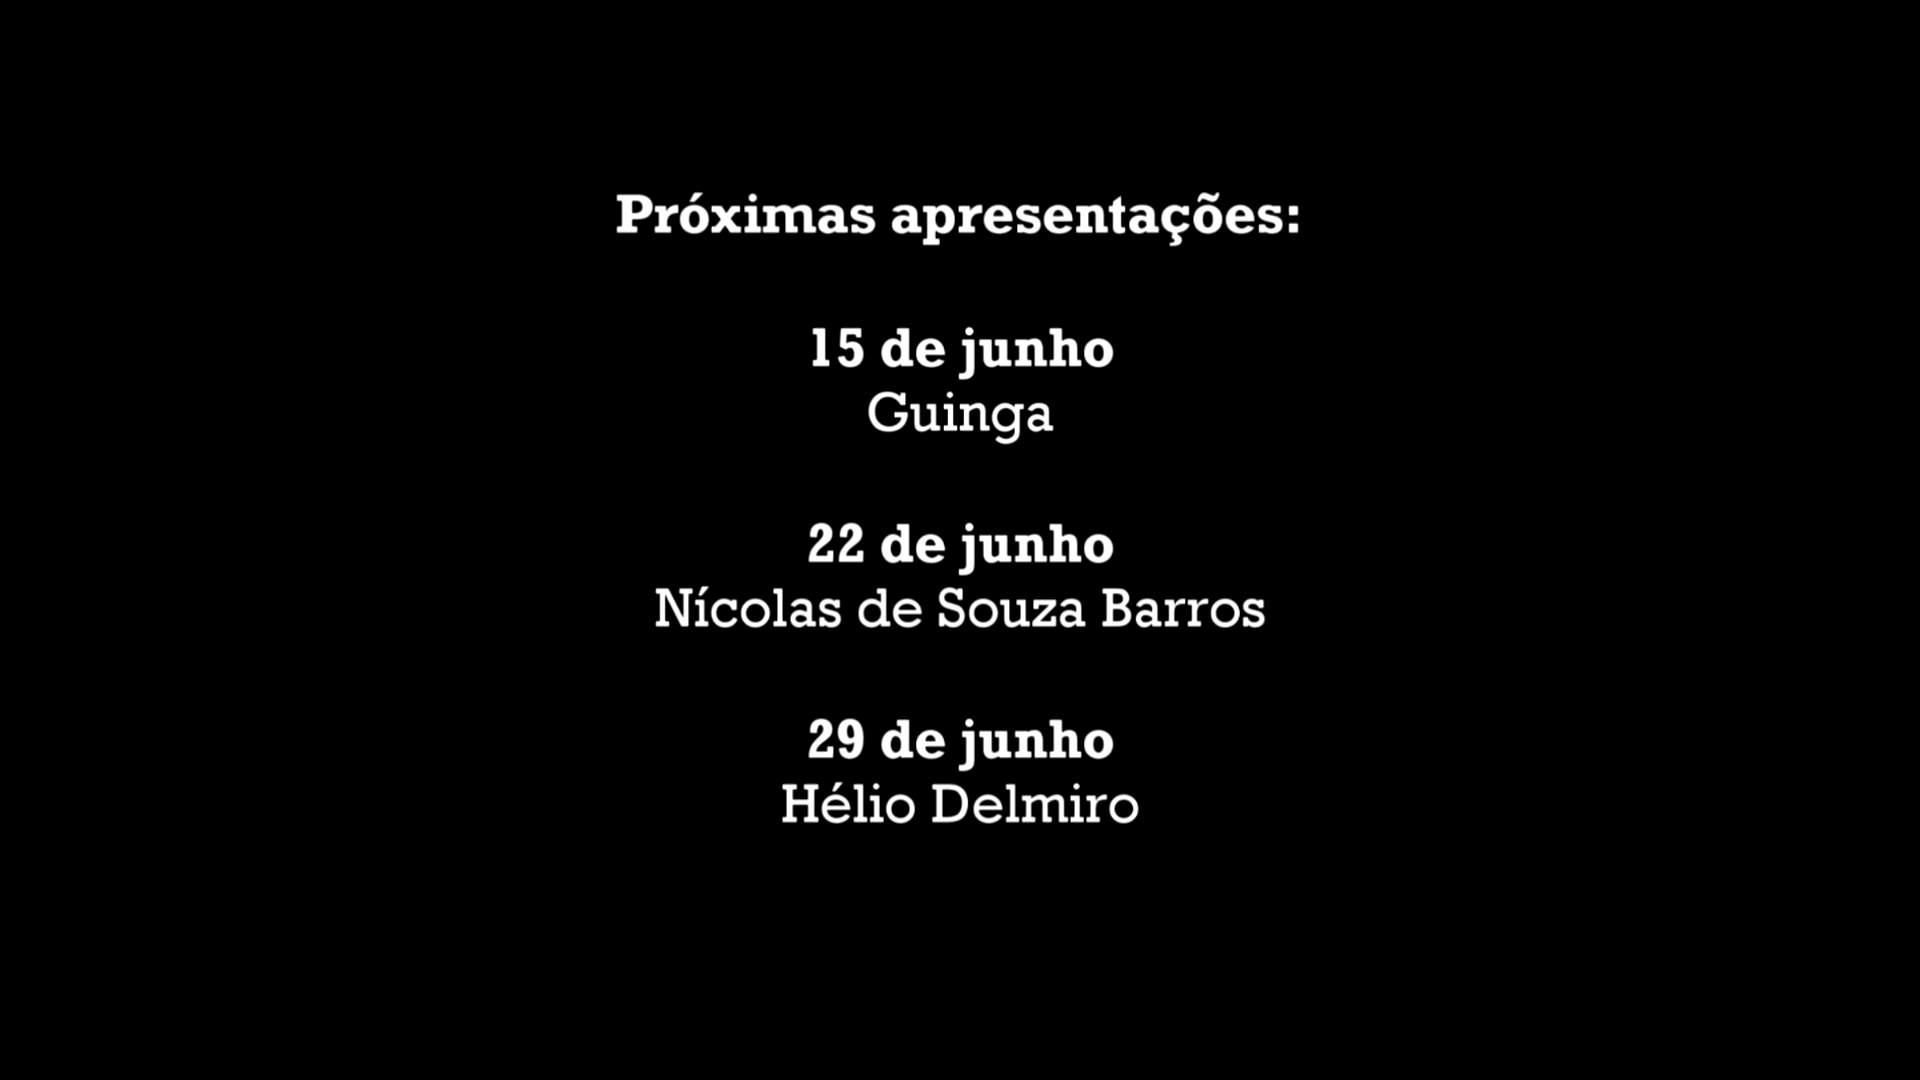 Próximas apresentações:
15 de junho
Guinga
22 de junho
Nícolas de Souza Barros
29 de junho
Hélio Delmiro